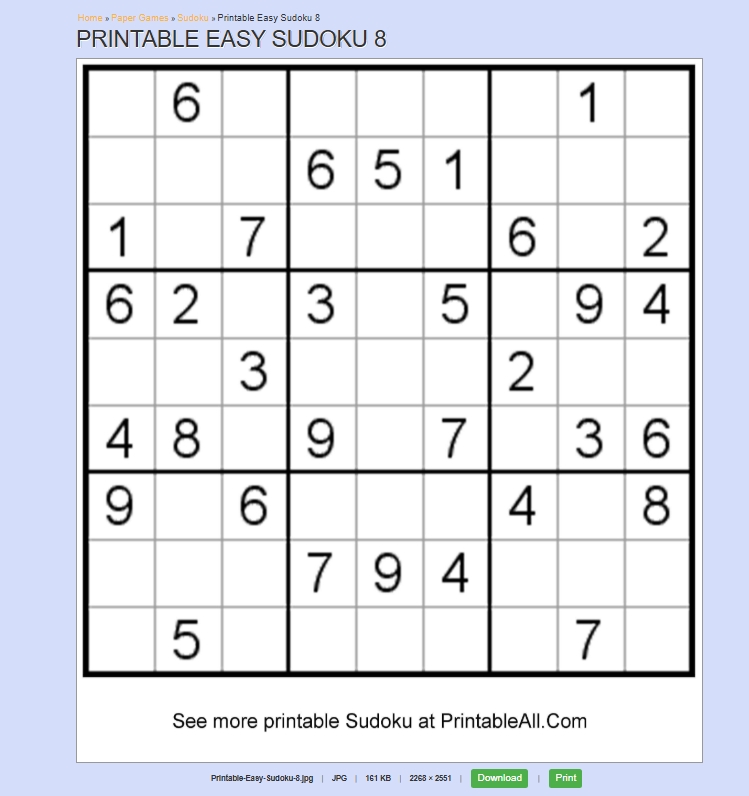 Home » Paper Games » Sudoku » Printable Easy Sudoku 8
PRINTABLE EASY SUDOKU 8
6 1
6 5 1
1 7 6 2
6 2 3 5 9 4
3 2
4 8 9 7 3 6
9 6 4 8
7 9 4
5 7
See more printable Sudoku at PrintableAll.Com
Printable-Easy-Sudoku-8.jpg | JPG | 161 KB | 2268 × 2551 | Download | Print